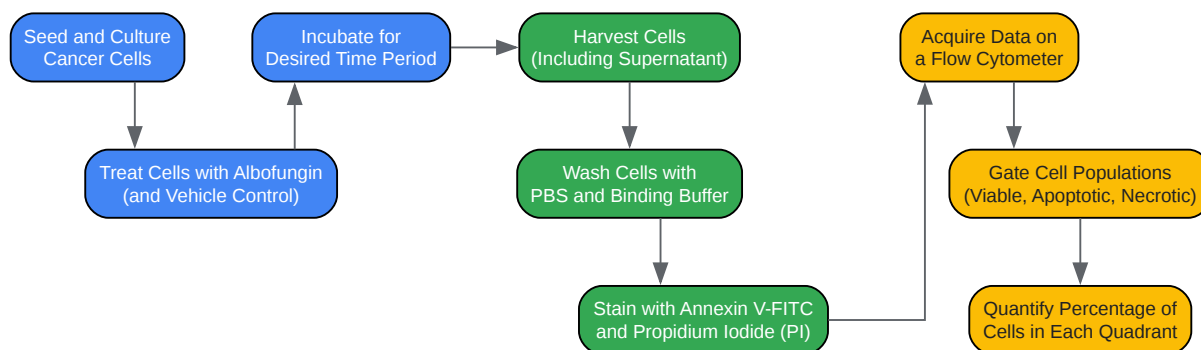 Seed and Culture
Cancer Cells
Treat Cells with Albofungin
(and Vehicle Control)
Incubate for
Desired Time Period
Harvest Cells
(Including Supernatant)
Wash Cells with
PBS and Binding Buffer
Stain with Annexin V-FITC
and Propidium Iodide (PI)
Acquire Data on
a Flow Cytometer
Gate Cell Populations
(Viable, Apoptotic, Necrotic)
Quantify Percentage of
Cells in Each Quadrant